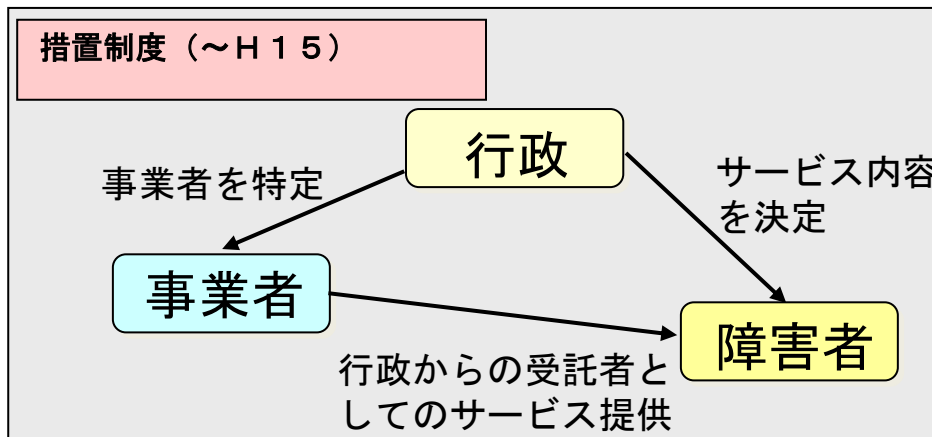 措置制度（～Ｈ１５）
行政
事業者を特定
サービス内容
を決定
事業者
障害者
行政からの受託者と
してのサービス提供